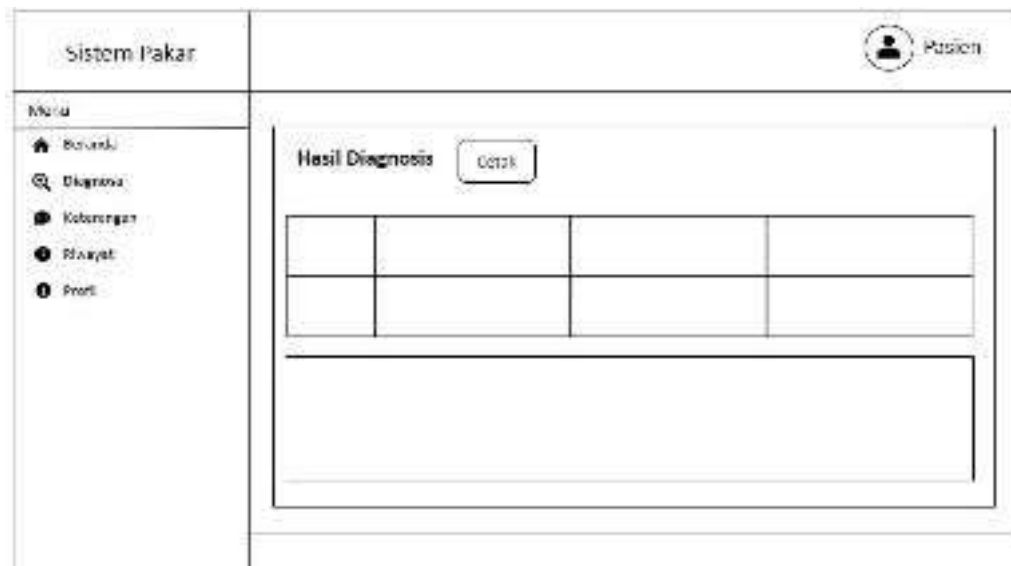 Sistem Pakar
Pasien
Menu
Beranda
Diagnosa
Keterangan
Riwayat
Profil
Hasil Diagnosis
Cetak